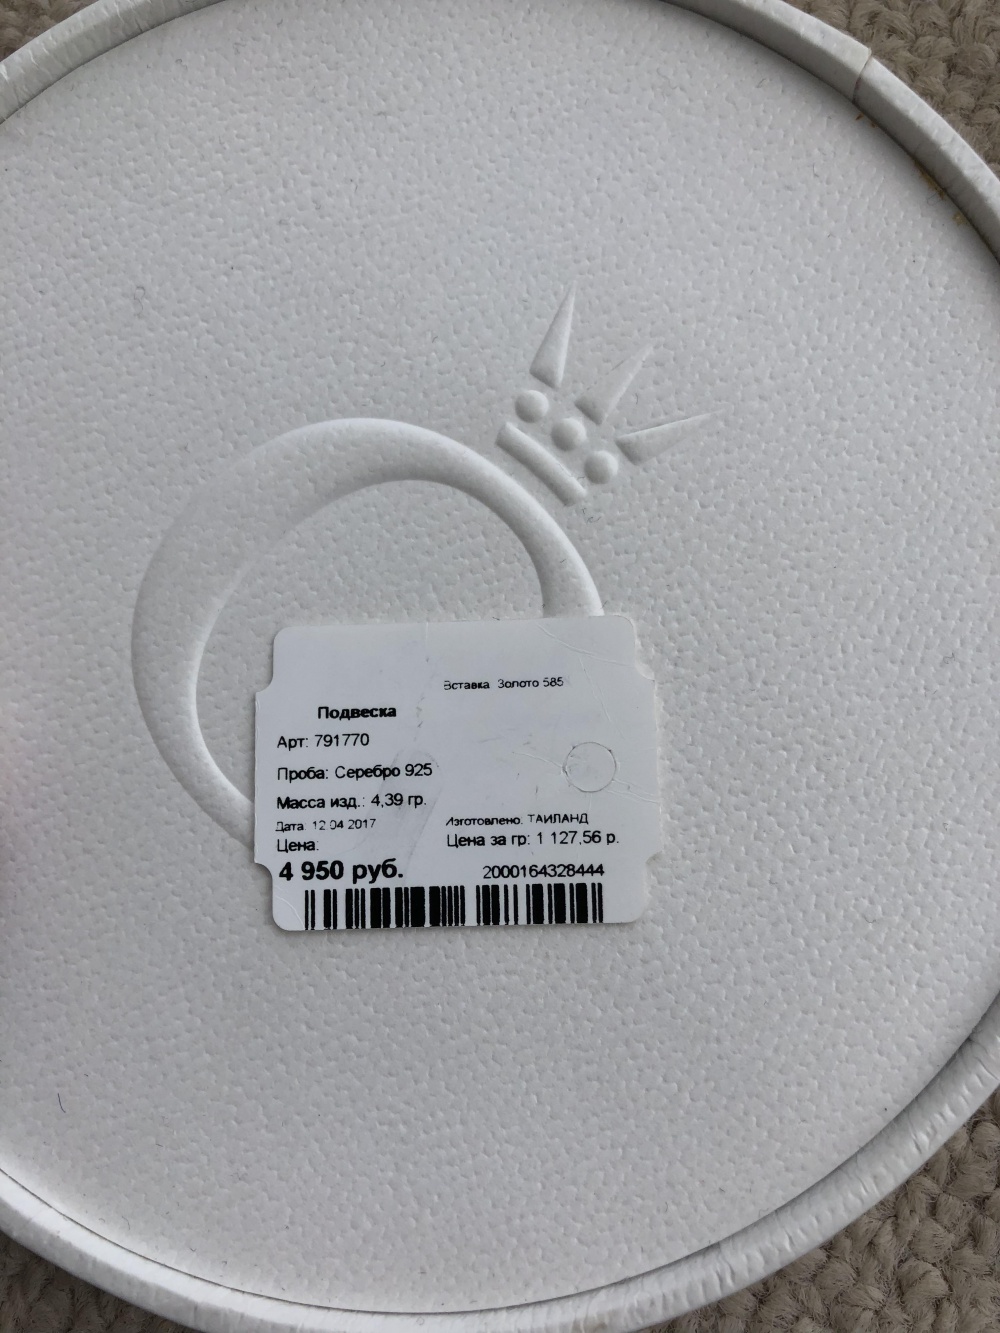 Вставка Золото 585
Подвеска
Арт: 791770
Проба: Серебро 925
Масса изд.: 4,39 гр.
Дата 12 04 2017
Изготовлено: ТАИЛАНД
Цена:
Цена за гр: 1 127,56 р.
4 950 руб.
2000164328444